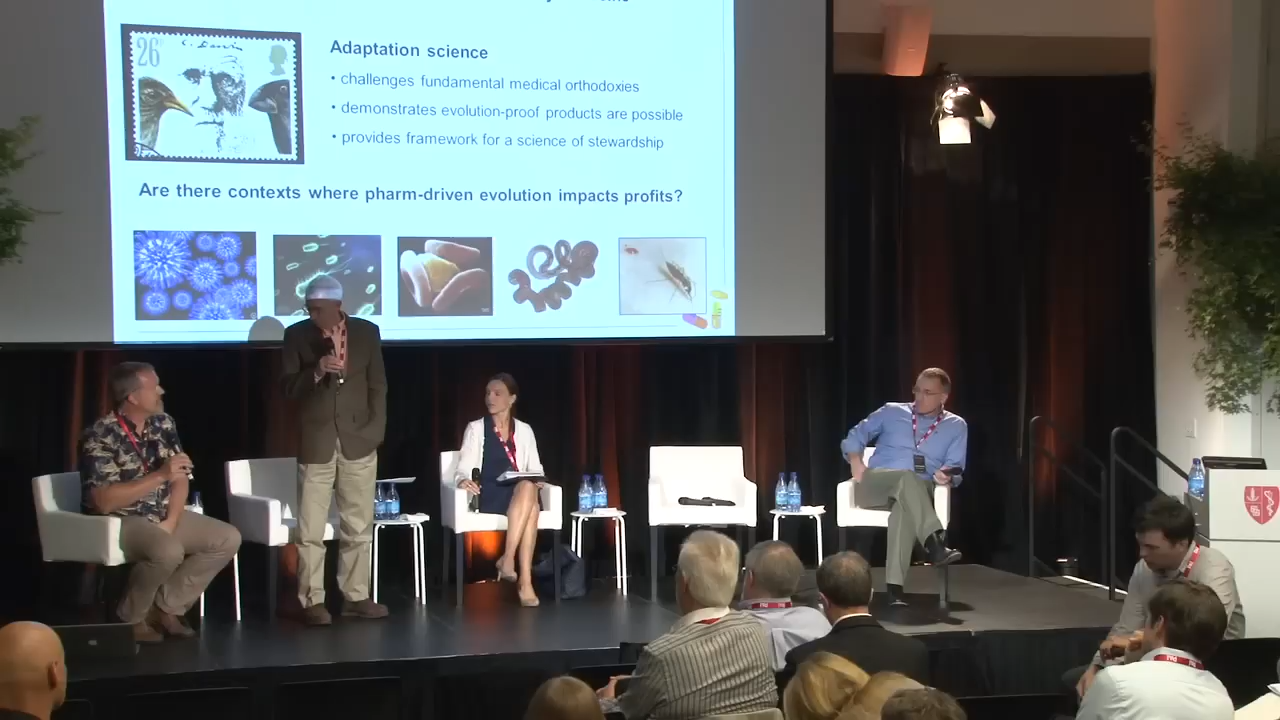 26
C. Darwin
Adaptation science
• challenges fundamental medical orthodoxies
• demonstrates evolution-proof products are possible
• provides framework for a science of stewardship
Are there contexts where pharm-driven evolution impacts profits?